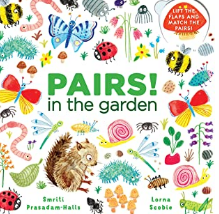 LIFT THE
FLAPS AND
MATCH THE
PAIRS!
PAIRS!
in the garden
Smriti
Prasadam-Halls
Lorna
Scobie